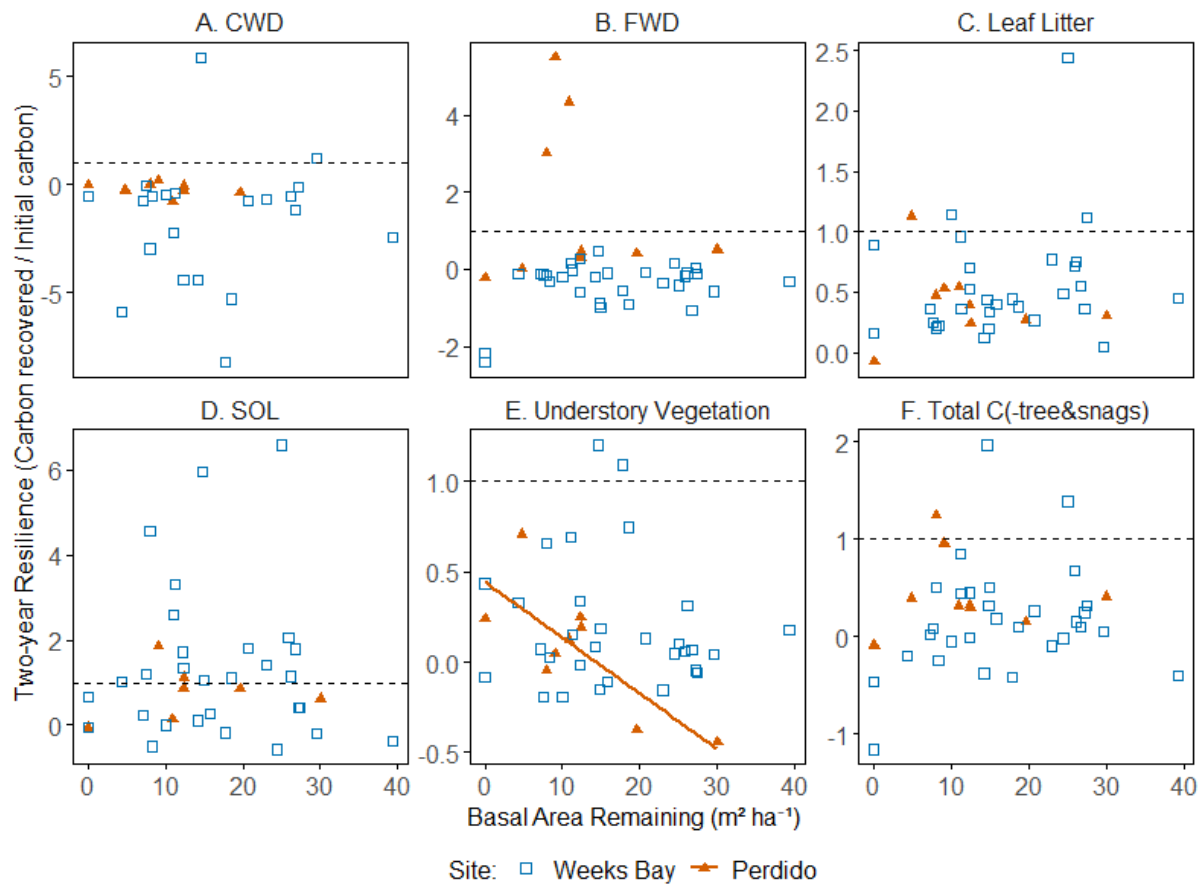 A. CWD
B. FWD
C. Leaf Litter
5
0
-5
4
2
0
-2
2.5
2.0
1.5
1.0
0.5
0.0
Two-year Resilience (Carbon recovered / Initial carbon)
D. SOL
E. Understory Vegetation
F. Total C(-tree&snags)
6
4
2
0
1.0
0.5
0.0
-0.5
2
1
0
-1
0 10 20 30 40
0 10 20 30 40
0 10 20 30 40
Basal Area Remaining (m² ha⁻¹)
Site: Weeks Bay Perdido